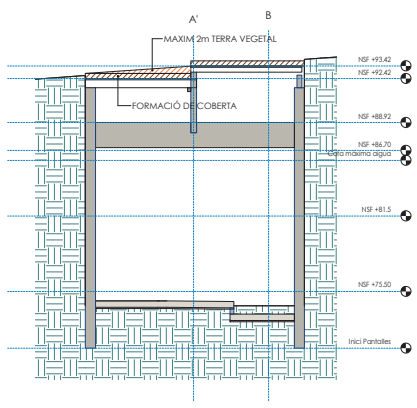 A'
B
MAXIM 2m TERRA VEGETAL
NSF +93.42
NSF +92.42
FORMACIÓ DE COBERTA
NSF +88.92
NSF +86.70
Cota màxima aigua
NSF +81.5
NSF +75.50
Inici Pantalles